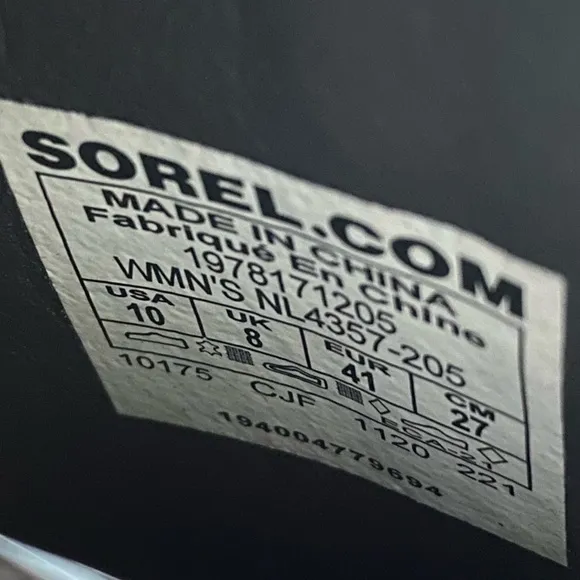 SOREL.COM
MADE IN CHINA
Fabriqué En Chine
1978171205
WMN'S NL4357-205
USA UK EUR CM
10 8 41 27
10175 CJF 1120 221
194004779694